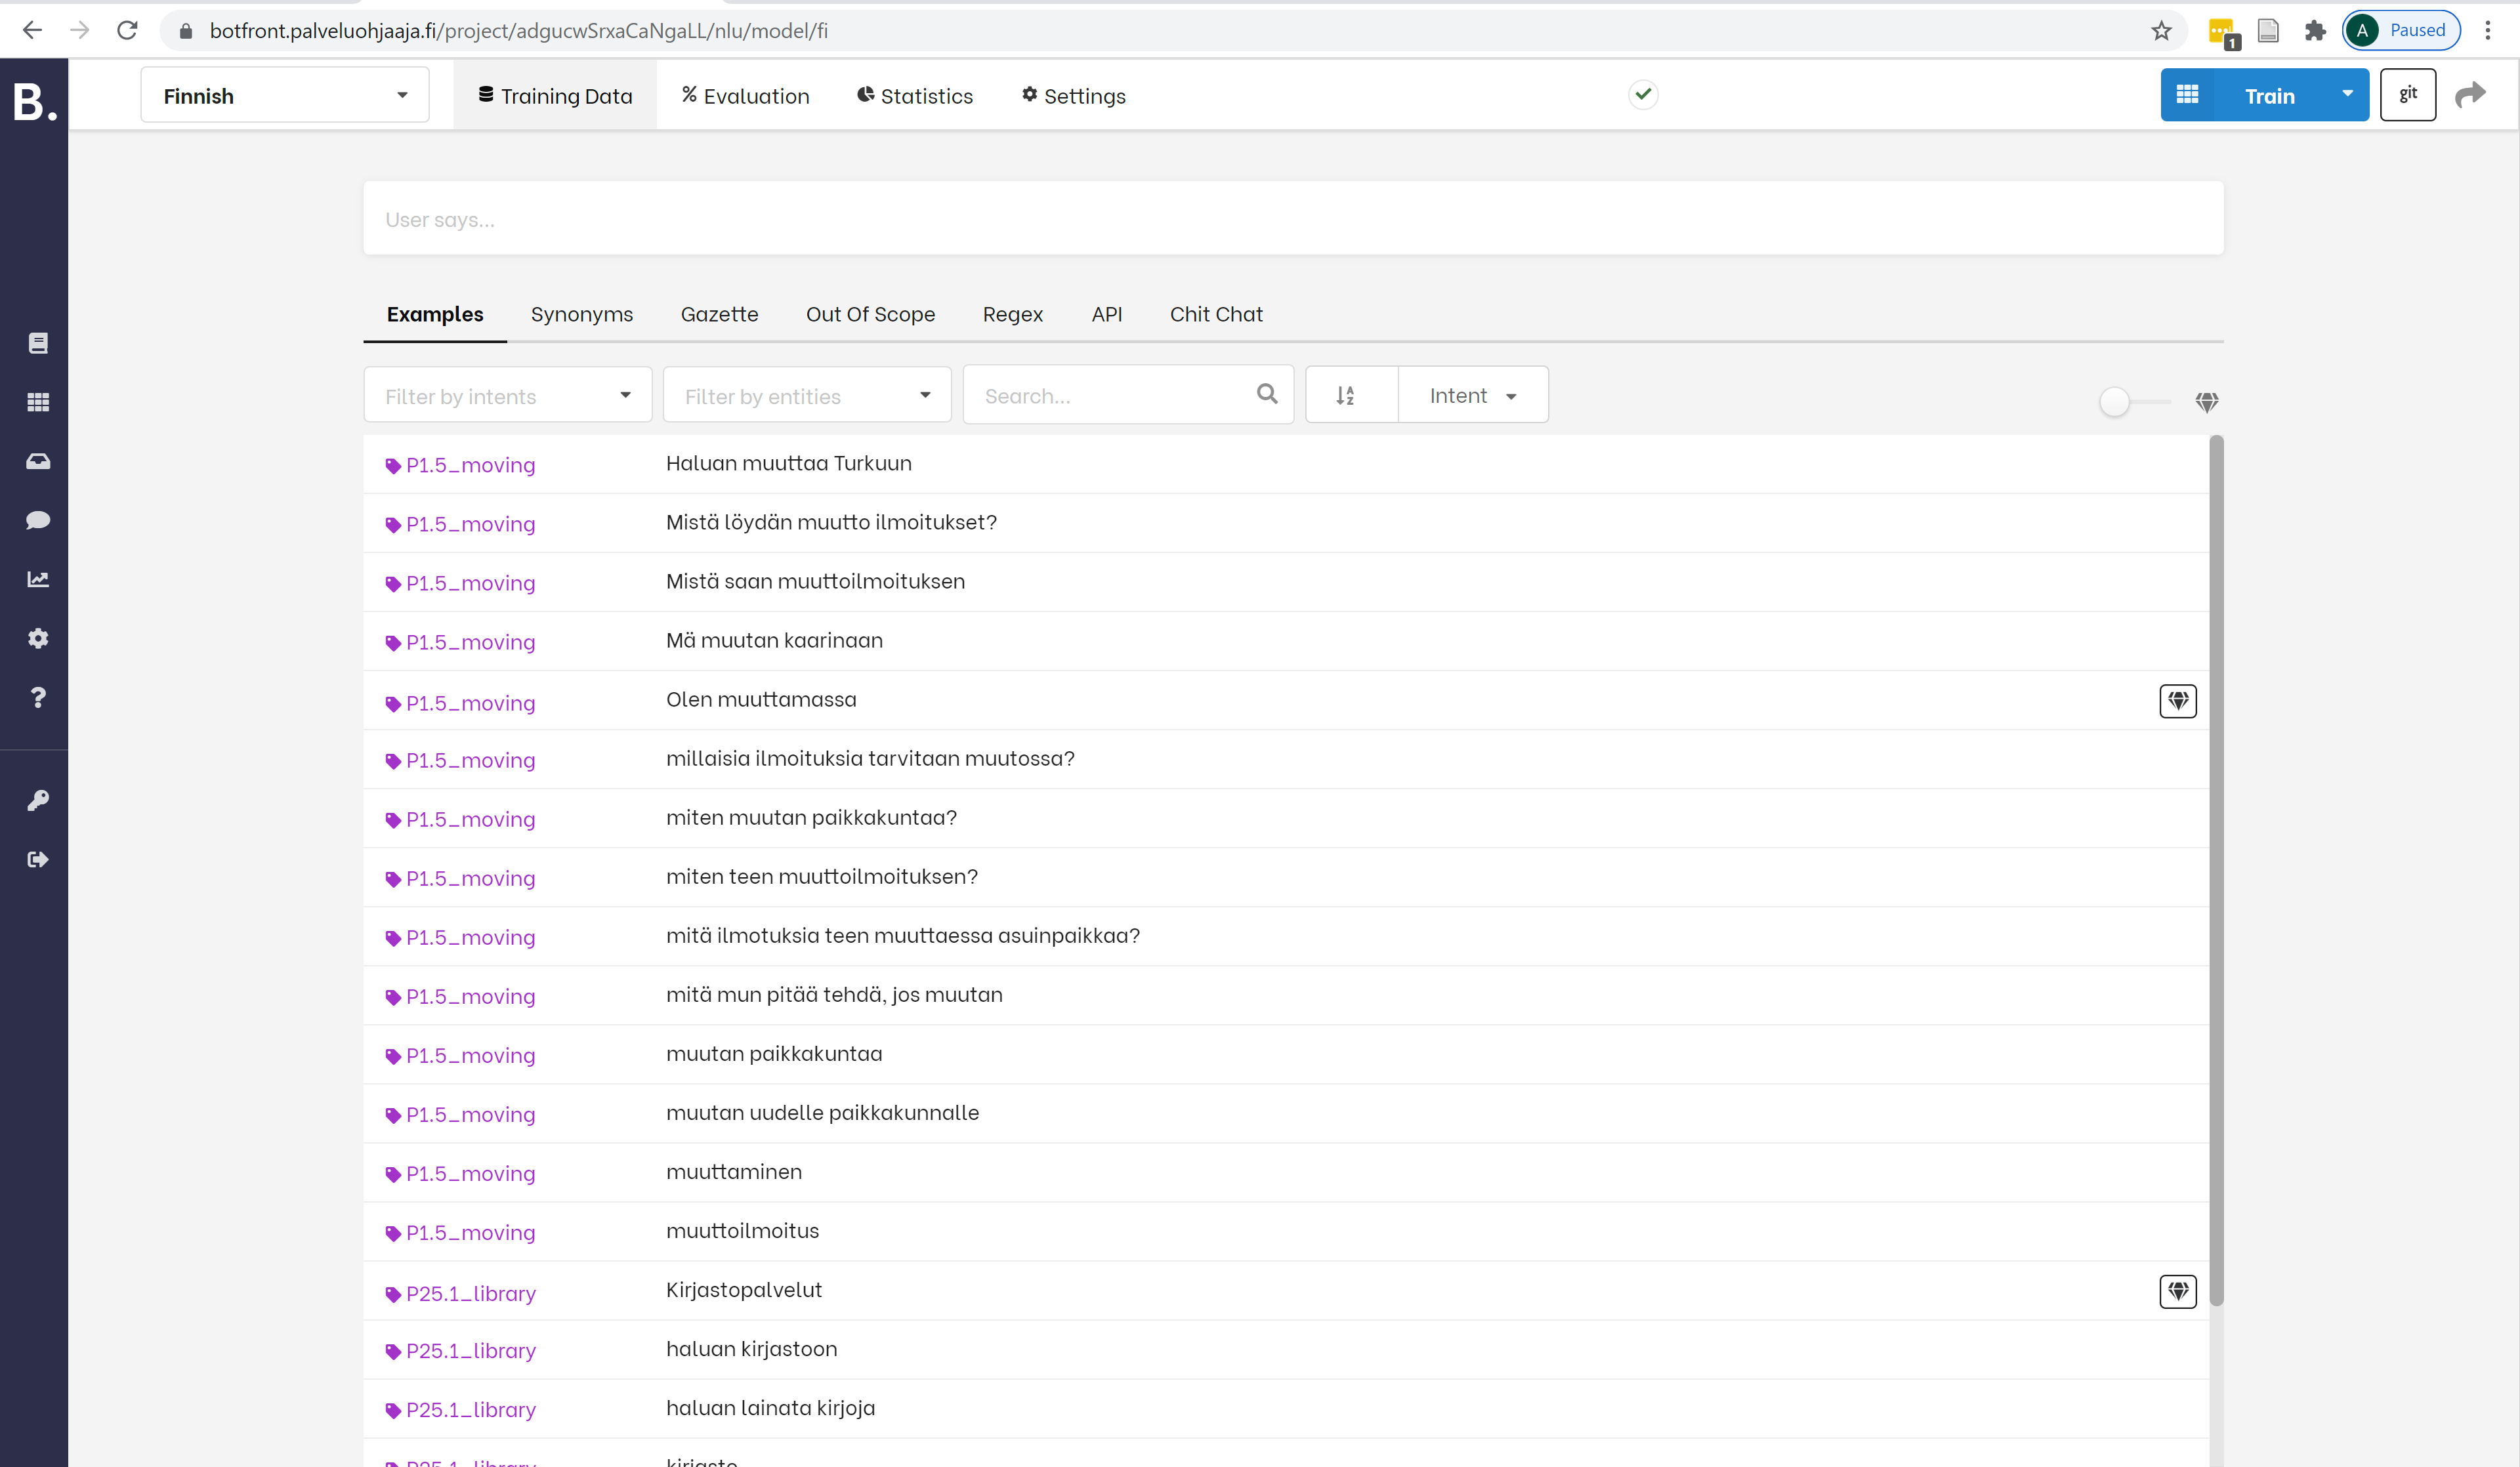 botfront.palveluohjaaja.fi/project/adgucwSrxaCaNgaLL/nlu/model/fi
1
A Paused
B.
Finnish
Training Data
Evaluation
Statistics
Settings
Train
git
User says...
Examples
Synonyms
Gazette
Out Of Scope
Regex
API
Chit Chat
Filter by intents
Filter by entities
Search...
Intent
P1.5_moving Haluan muuttaa Turkuun
P1.5_moving Mistä löydän muutto ilmoitukset?
P1.5_moving Mistä saan muuttoilmoituksen
P1.5_moving Mä muutan kaarinaan
P1.5_moving Olen muuttamassa
P1.5_moving millaisia ilmoituksia tarvitaan muutossa?
P1.5_moving miten muutan paikkakuntaa?
P1.5_moving miten teen muuttoilmoituksen?
P1.5_moving mitä ilmotuksia teen muuttaessa asuinpaikkaa?
P1.5_moving mitä mun pitää tehdä, jos muutan
P1.5_moving muutan paikkakuntaa
P1.5_moving muutan uudelle paikkakunnalle
P1.5_moving muuttaminen
P1.5_moving muuttoilmoitus
P25.1_library Kirjastopalvelut
P25.1_library haluan kirjastoon
P25.1_library haluan lainata kirjoja
P25.1_library kirjasto